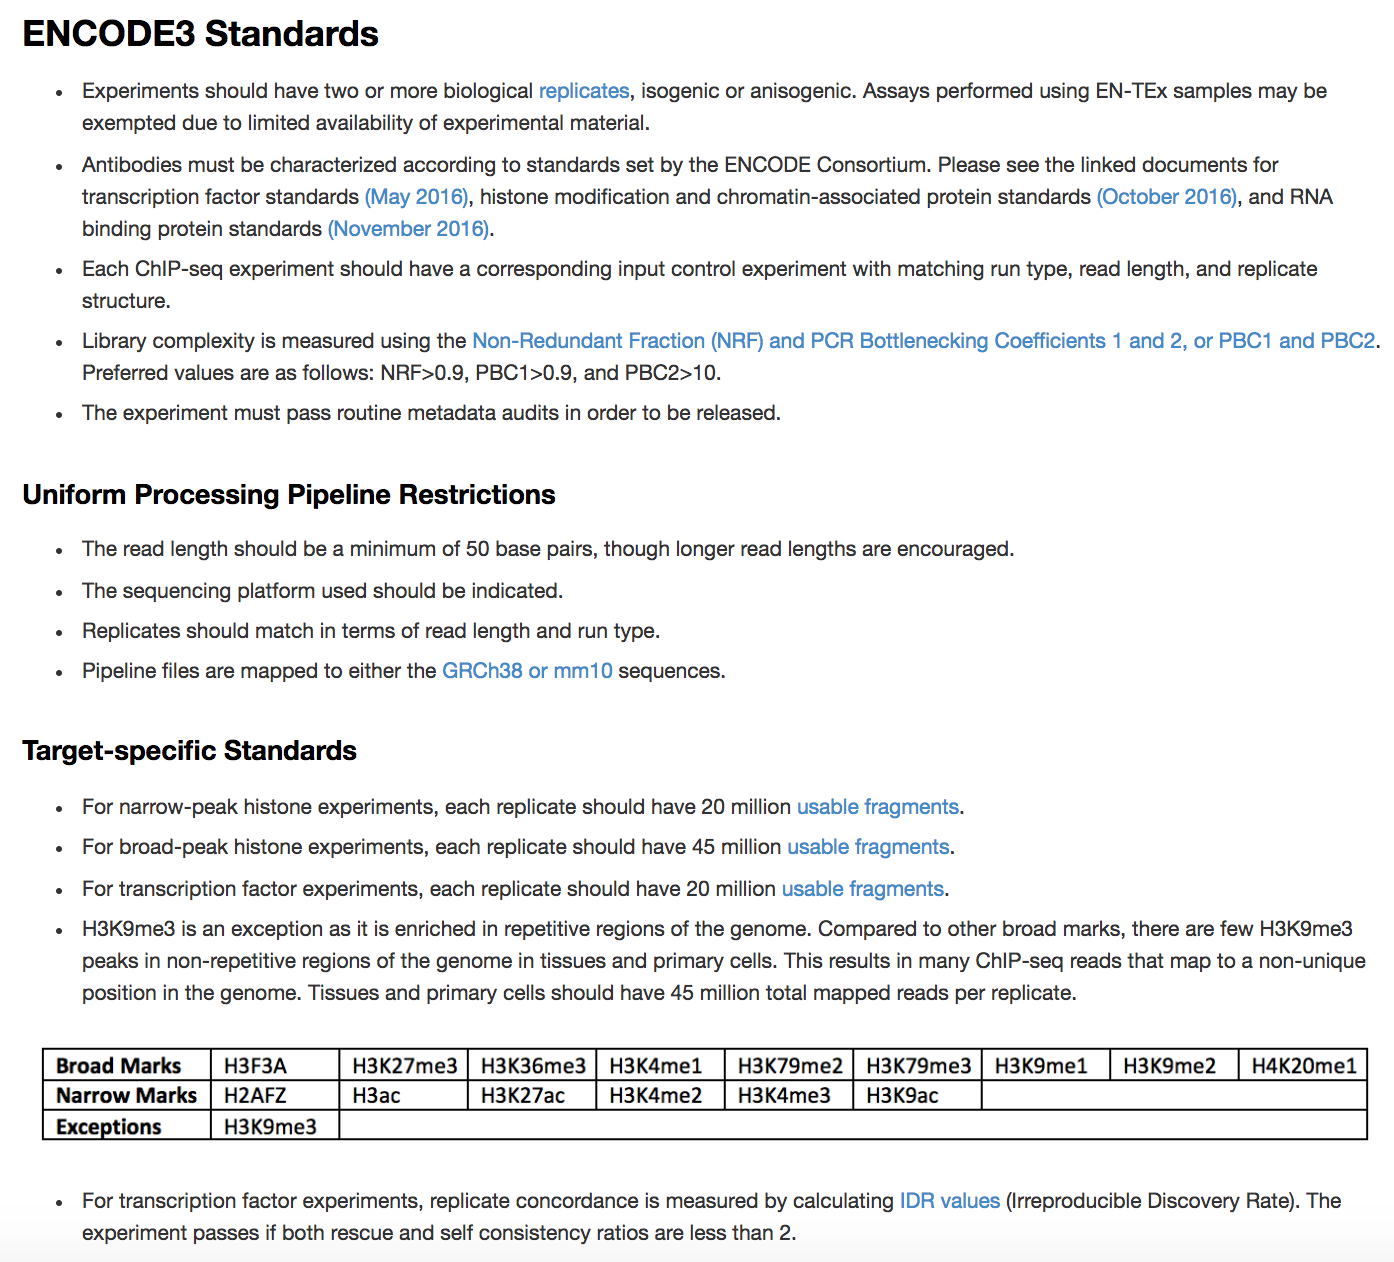 ENCODE3 Standards
• Experiments should have two or more biological replicates, isogenic or anisogenic. Assays performed using EN-TEx samples may be
exempted due to limited availability of experimental material.
• Antibodies must be characterized according to standards set by the ENCODE Consortium. Please see the linked documents for
transcription factor standards (May 2016), histone modification and chromatin-associated protein standards (October 2016), and RNA
binding protein standards (November 2016).
• Each ChIP-seq experiment should have a corresponding input control experiment with matching run type, read length, and replicate
structure.
• Library complexity is measured using the Non-Redundant Fraction (NRF) and PCR Bottlenecking Coefficients 1 and 2, or PBC1 and PBC2.
Preferred values are as follows: NRF>0.9, PBC1>0.9, and PBC2>10.
• The experiment must pass routine metadata audits in order to be released.
Uniform Processing Pipeline Restrictions
• The read length should be a minimum of 50 base pairs, though longer read lengths are encouraged.
• The sequencing platform used should be indicated.
• Replicates should match in terms of read length and run type.
• Pipeline files are mapped to either the GRCh38 or mm10 sequences.
Target-specific Standards
• For narrow-peak histone experiments, each replicate should have 20 million usable fragments.
• For broad-peak histone experiments, each replicate should have 45 million usable fragments.
• For transcription factor experiments, each replicate should have 20 million usable fragments.
• H3K9me3 is an exception as it is enriched in repetitive regions of the genome. Compared to other broad marks, there are few H3K9me3
peaks in non-repetitive regions of the genome in tissues and primary cells. This results in many ChIP-seq reads that map to a non-unique
position in the genome. Tissues and primary cells should have 45 million total mapped reads per replicate.
Broad Marks H3F3A H3K27me3 H3K36me3 H3K4me1 H3K79me2 H3K79me3 H3K9me1 H3K9me2 H4K20me1
Narrow Marks H2AFZ H3ac H3K27ac H3K4me2 H3K4me3 H3K9ac
Exceptions H3K9me3
• For transcription factor experiments, replicate concordance is measured by calculating IDR values (Irreproducible Discovery Rate). The
experiment passes if both rescue and self consistency ratios are less than 2.